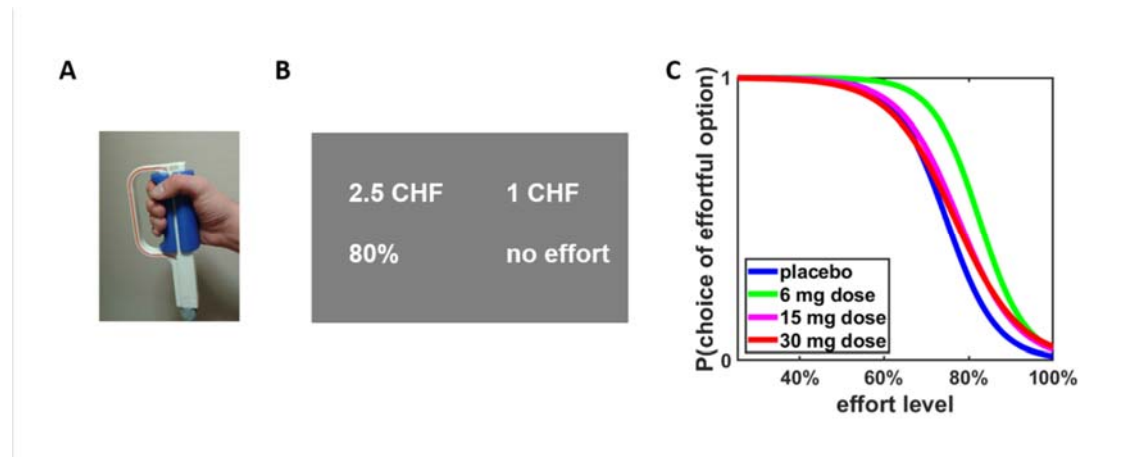 A
B
C
2.5 CHF
1 CHF
80%
no effort
P(choice of effortful option)
1
0
placebo
6 mg dose
15 mg dose
30 mg dose
40%
60%
80%
100%
effort level